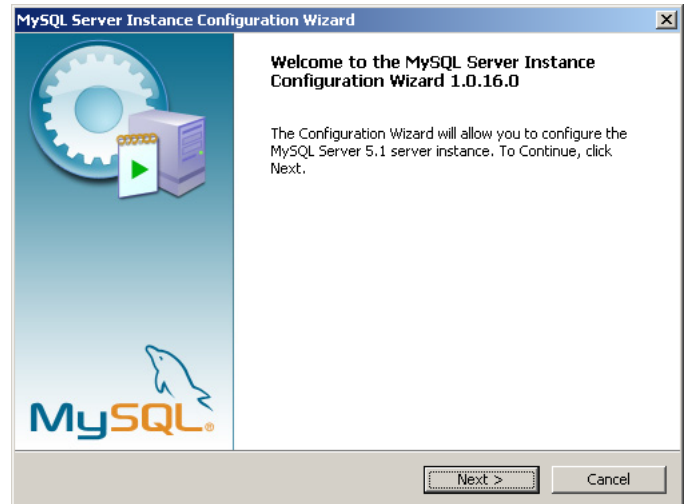 MySQL Server Instance Configuration Wizard
Welcome to the MySQL Server Instance
Configuration Wizard 1.0.16.0
The Configuration Wizard will allow you to configure the
MySQL Server 5.1 server instance. To Continue, click
Next.
MySQL®
Next >
Cancel